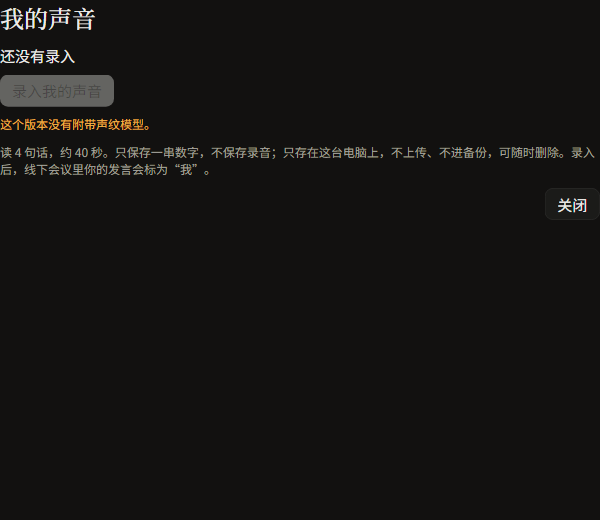 我的声音
还没有录入
录入我的声音
这个版本没有附带声纹模型。
读 4 句话，约 40 秒。只保存一串数字，不保存录音；只存在这台电脑上，不上传、不进备份，可随时删除。录入
后，线下会议里你的发言会标为“我”。
关闭